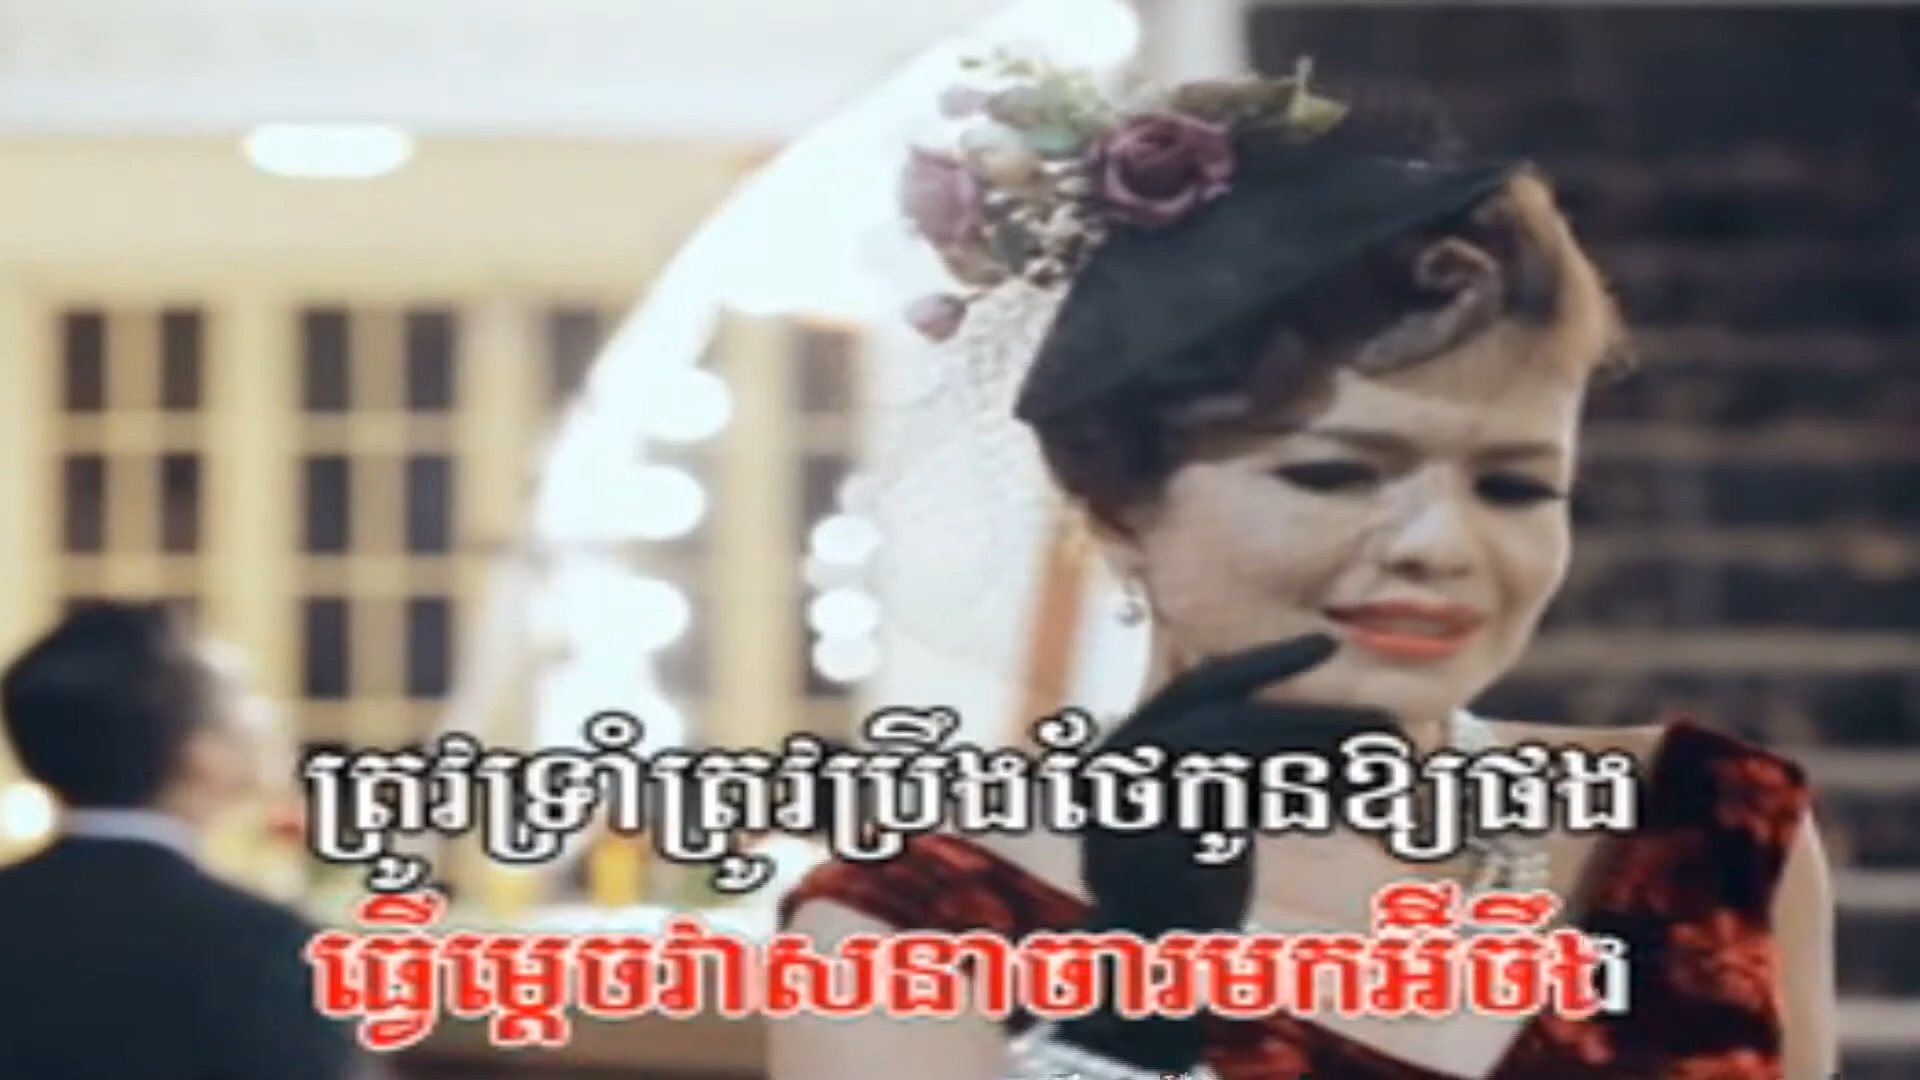 ត្រូវទ្រាំត្រូវប្រឹងថែកូនឱ្យផង
ធ្វើម្ដេចវាសនាចារមកអ៊ីចឹង